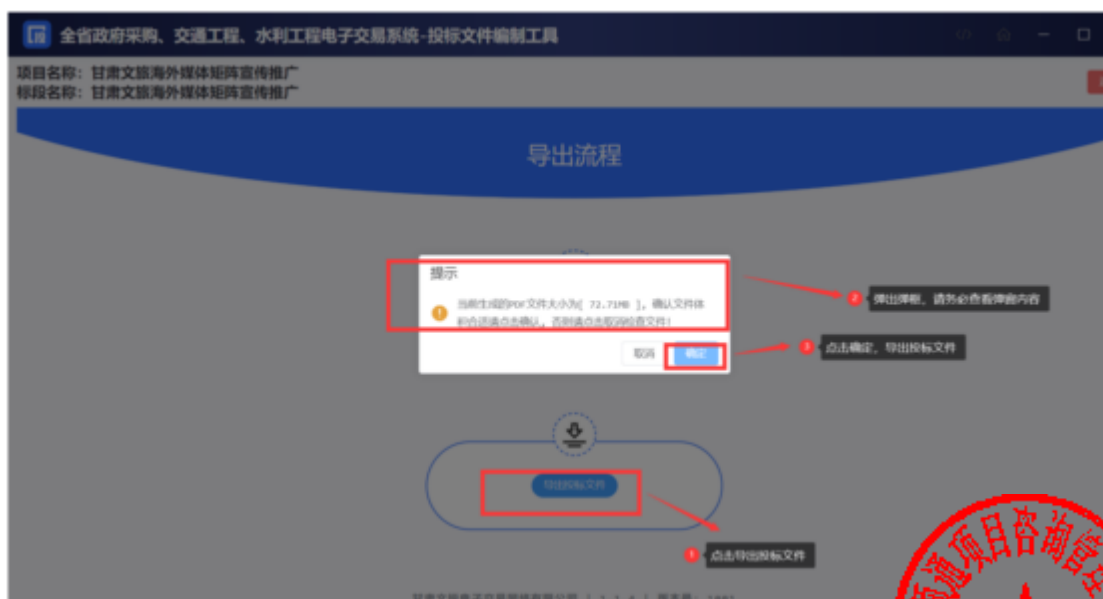 投
全省政府采购、交通工程、水利工程电子交易系统-投标文件编制工具
项目名称：甘肃文旅海外媒体矩阵宣传推广
标段名称：甘肃文旅海外媒体矩阵宣传推广
导出流程
提示
当前生成的PDF文件大小为[ 72.71MB ]，确认文件体
积合适请点击确认，否则请点击取消检查文件！
取消 确定
2 弹出弹框，请务必查看弹窗内容
3 点击确定，导出投标文件
导出投标文件
1 点击导出投标文件
通项目咨询管理